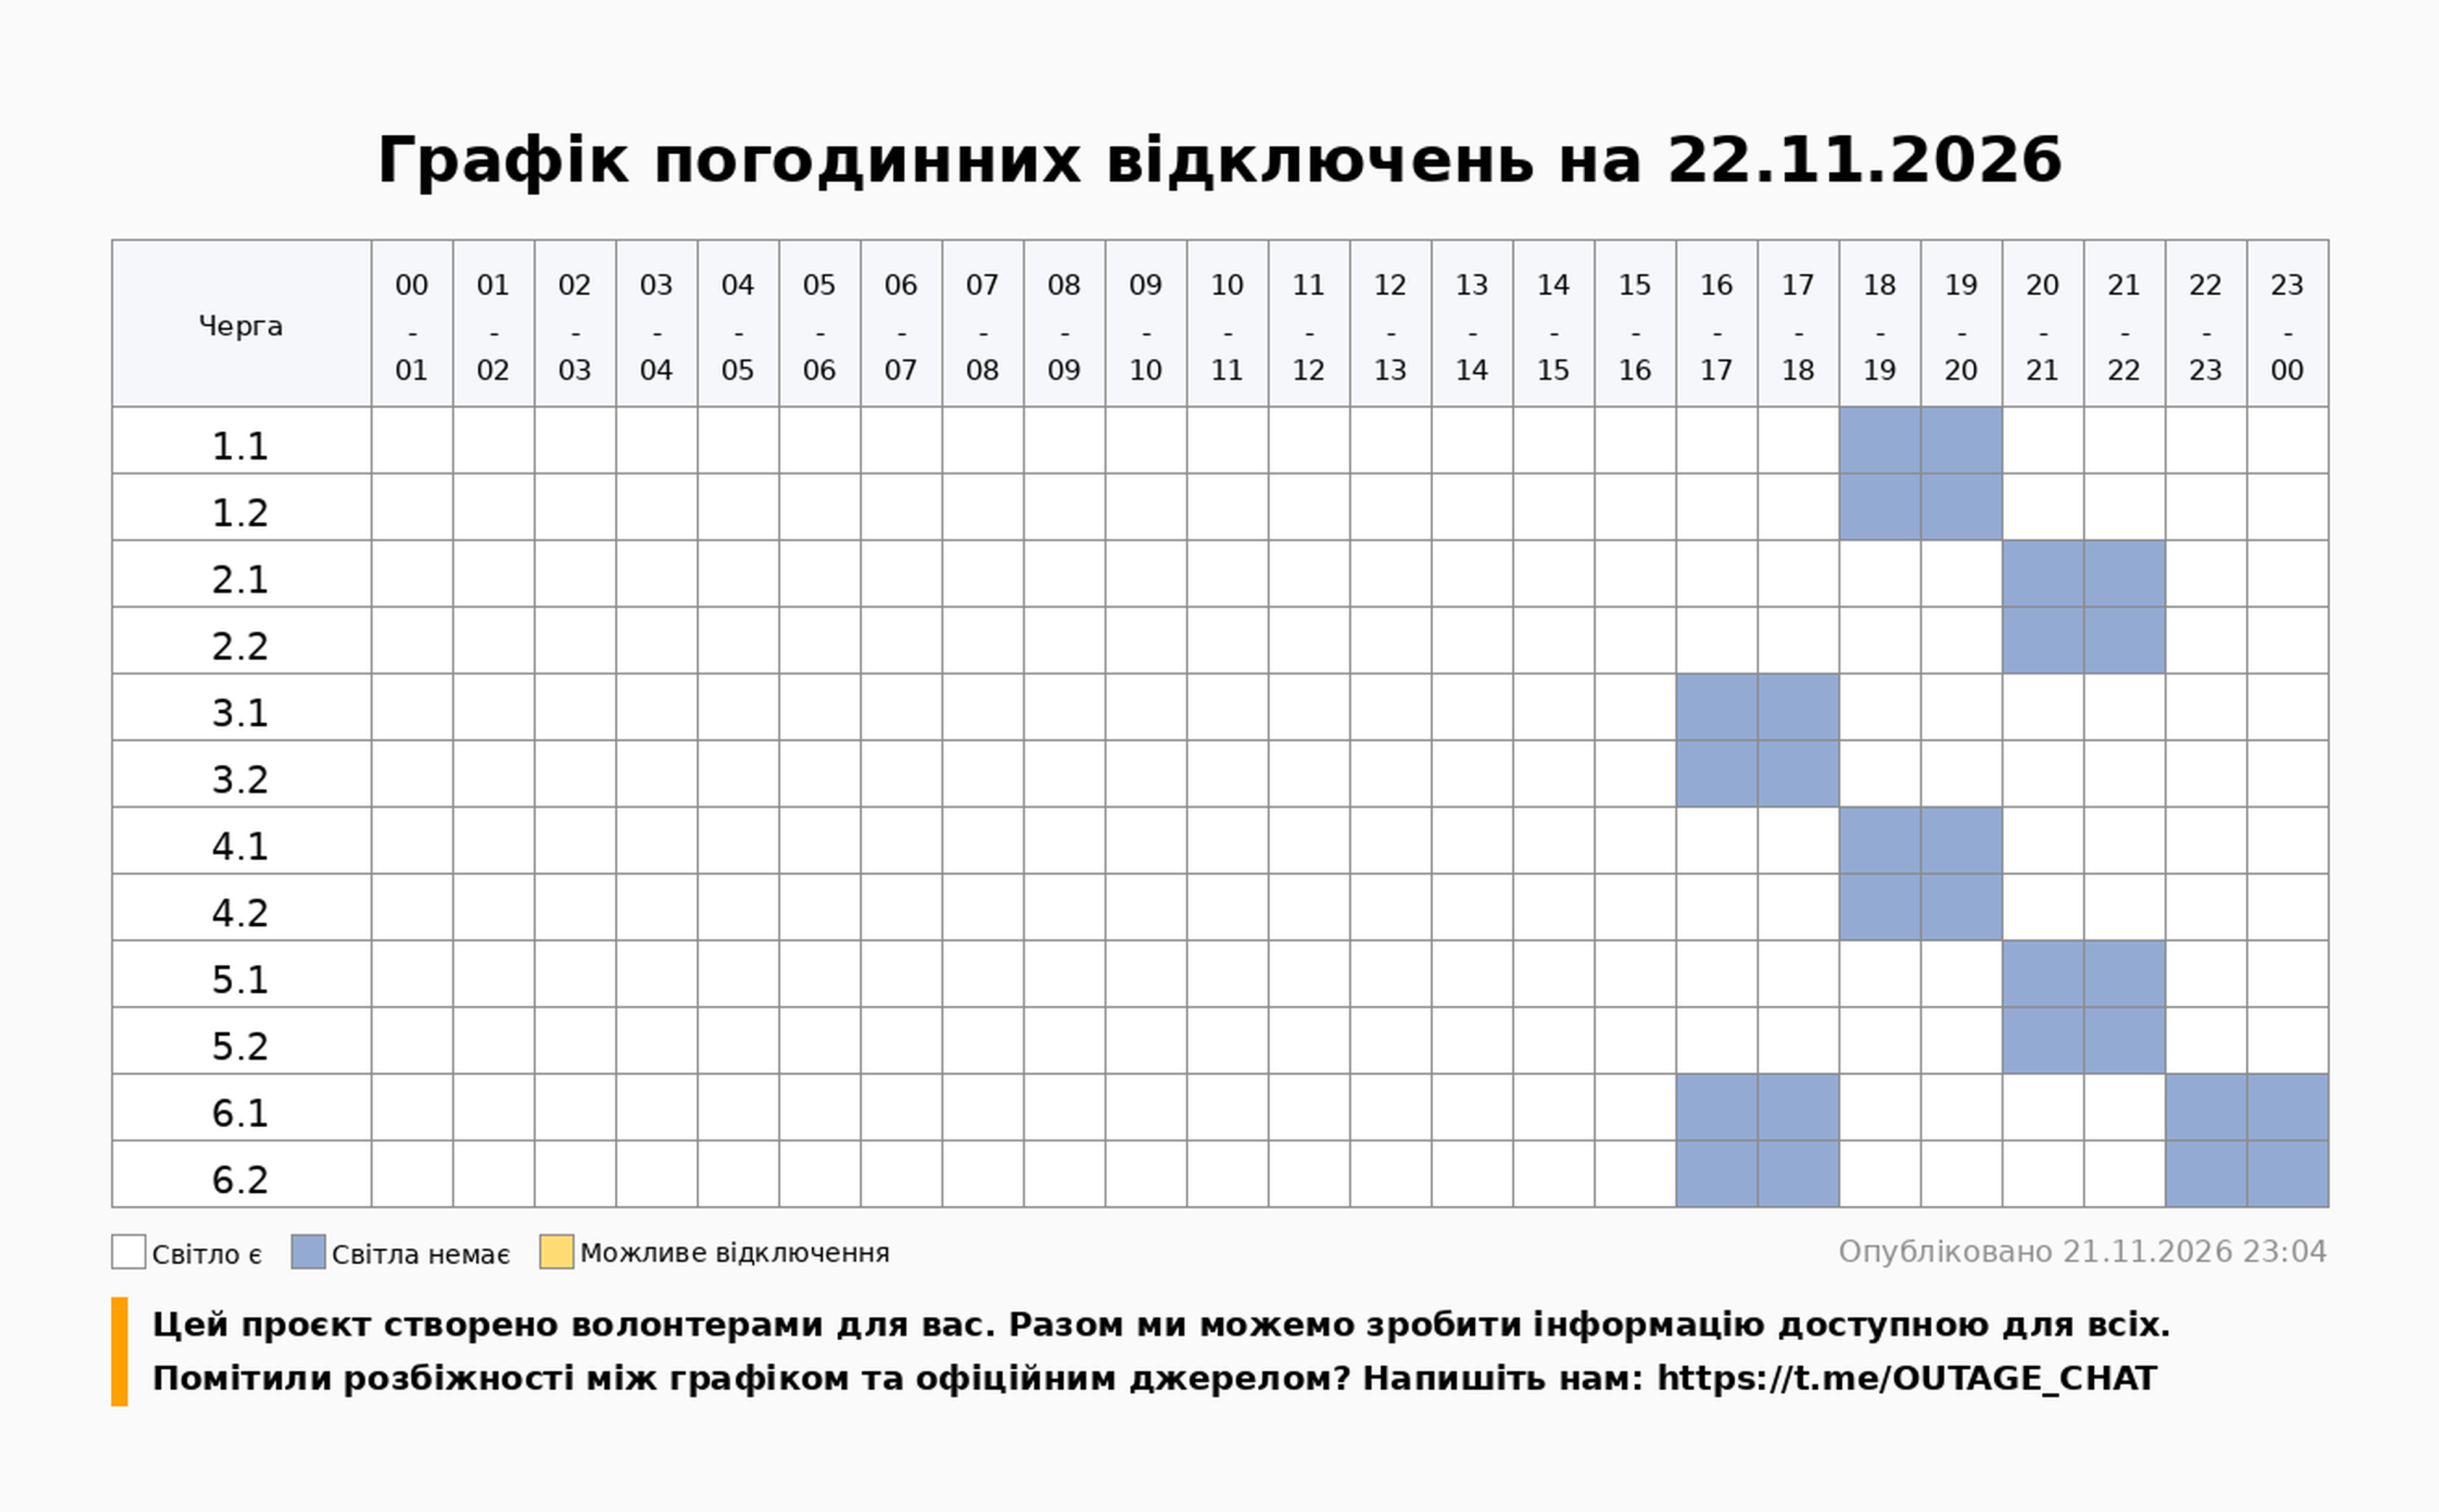 Графік погодинних відключень на 22.11.2026
Черга
00 - 01
01 - 02
02 - 03
03 - 04
04 - 05
05 - 06
06 - 07
07 - 08
08 - 09
09 - 10
10 - 11
11 - 12
12 - 13
13 - 14
14 - 15
15 - 16
16 - 17
17 - 18
18 - 19
19 - 20
20 - 21
21 - 22
22 - 23
23 - 00
1.1
1.2
2.1
2.2
3.1
3.2
4.1
4.2
5.1
5.2
6.1
6.2
Світло є
Світла немає
Можливе відключення
Опубліковано 21.11.2026 23:04
Цей проєкт створено волонтерами для вас. Разом ми можемо зробити інформацію доступною для всіх.
Помітили розбіжності між графіком та офіційним джерелом? Напишіть нам: https://t.me/OUTAGE_CHAT